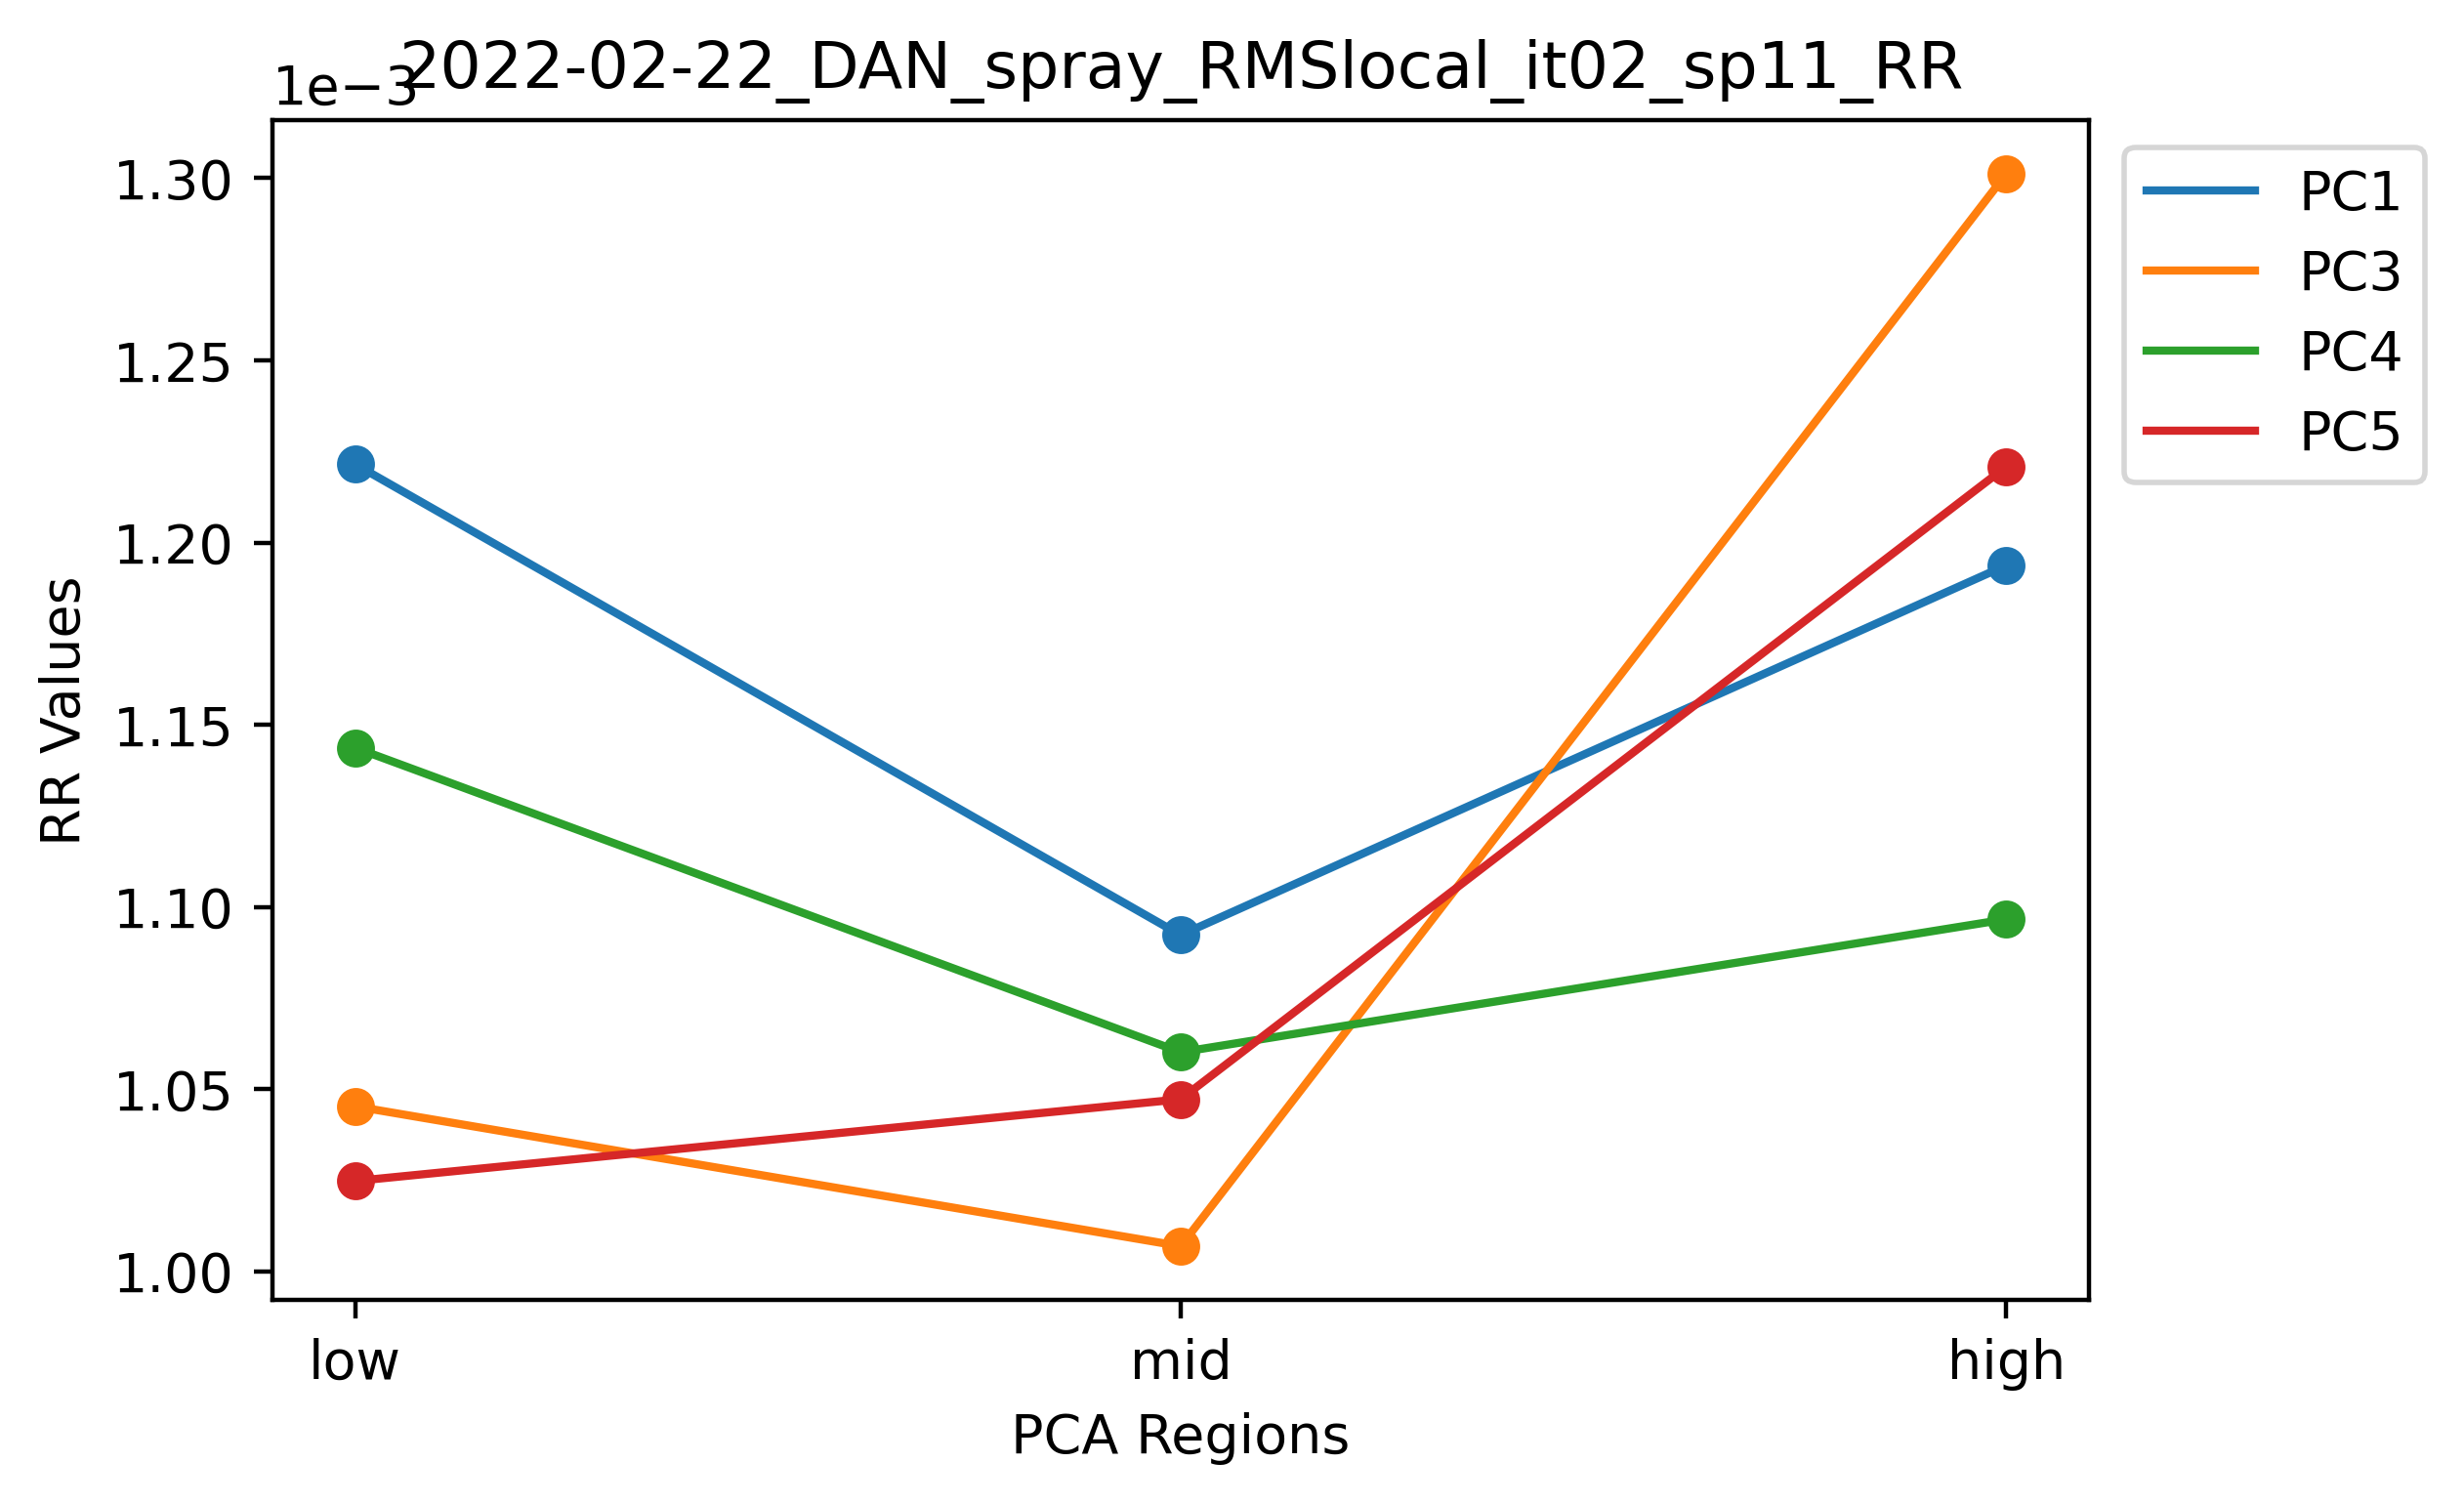 2022-02-22_DAN_spray_RMSlocal_it02_sp11_RR
1e−3
1.30
1.25
1.20
1.15
1.10
1.05
1.00
RR Values
low
mid
high
PCA Regions
PC1
PC3
PC4
PC5